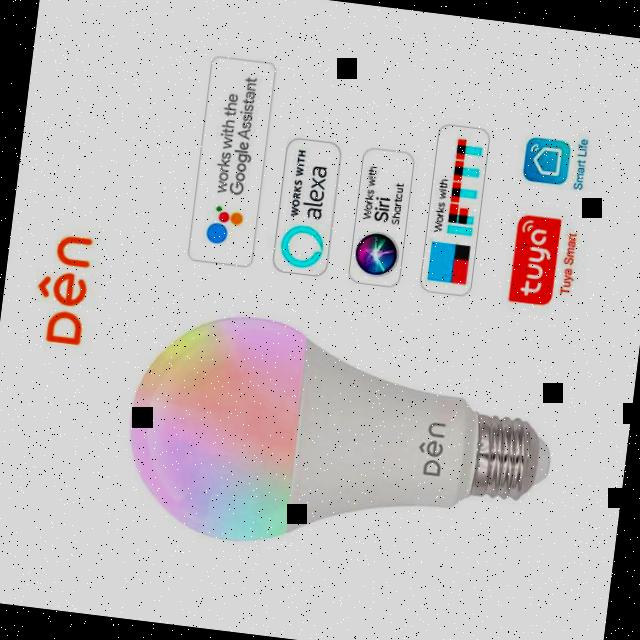 Dên
works with the
Google Assistant
WORKS WITH
alexa
Works with
Siri
Shortcut
Works with
Smart Life
tuya
Tuya Smart
Dên